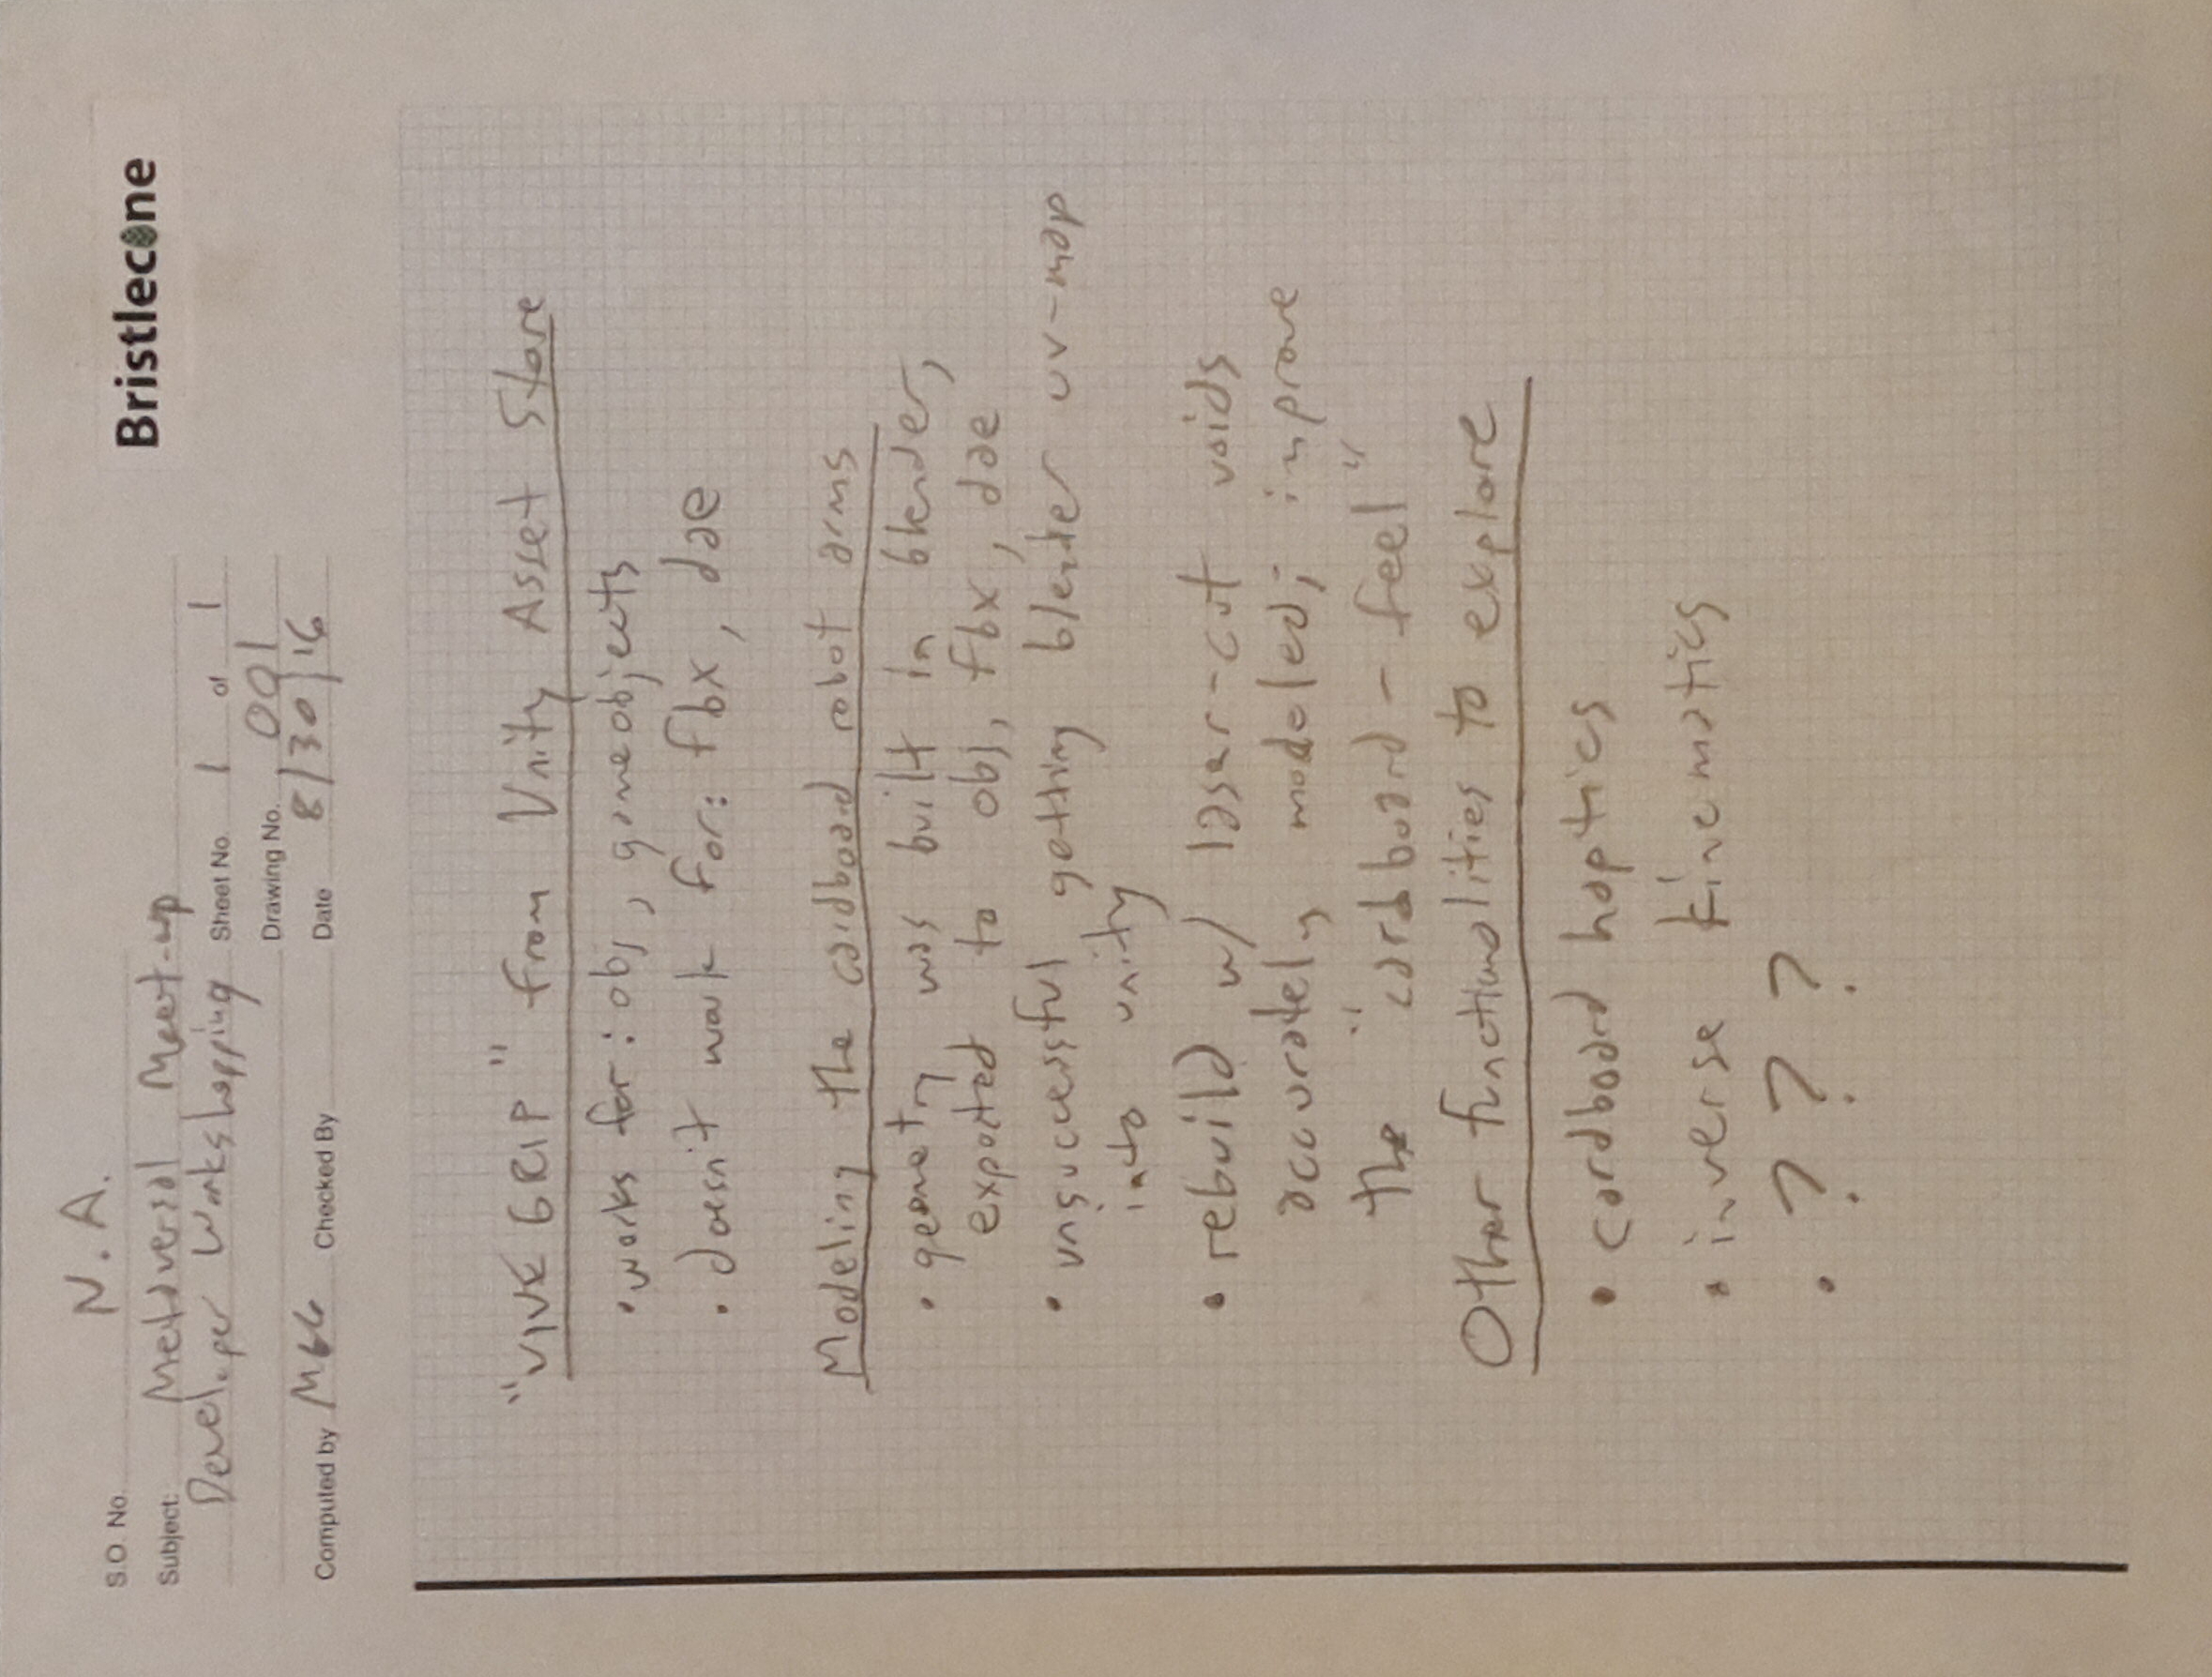 Bristlecone
S.O. No. N.A.
Subject: Metaversal Meet-up
Developer Workshopping
Sheet No. 1 of 1
Drawing No. 001
Computed by MGG Checked By Date 8/30/16
"VIVE GRIP" from Unity Asset Store
• works for: obj, gameobjects
• doesn't work for: fbx, dae
Modeling the cardboard robot arms
• geometry was built in blender,
exported to obj, fbx, dae
• unsuccessful getting blender uv-map
into unity
• rebuild w/ laser-cut voids
accurately modeled; improve
the "cardboard-feel"
Other functionalities to explore
• cardboard haptics
• inverse kinematics
• ? ? ?